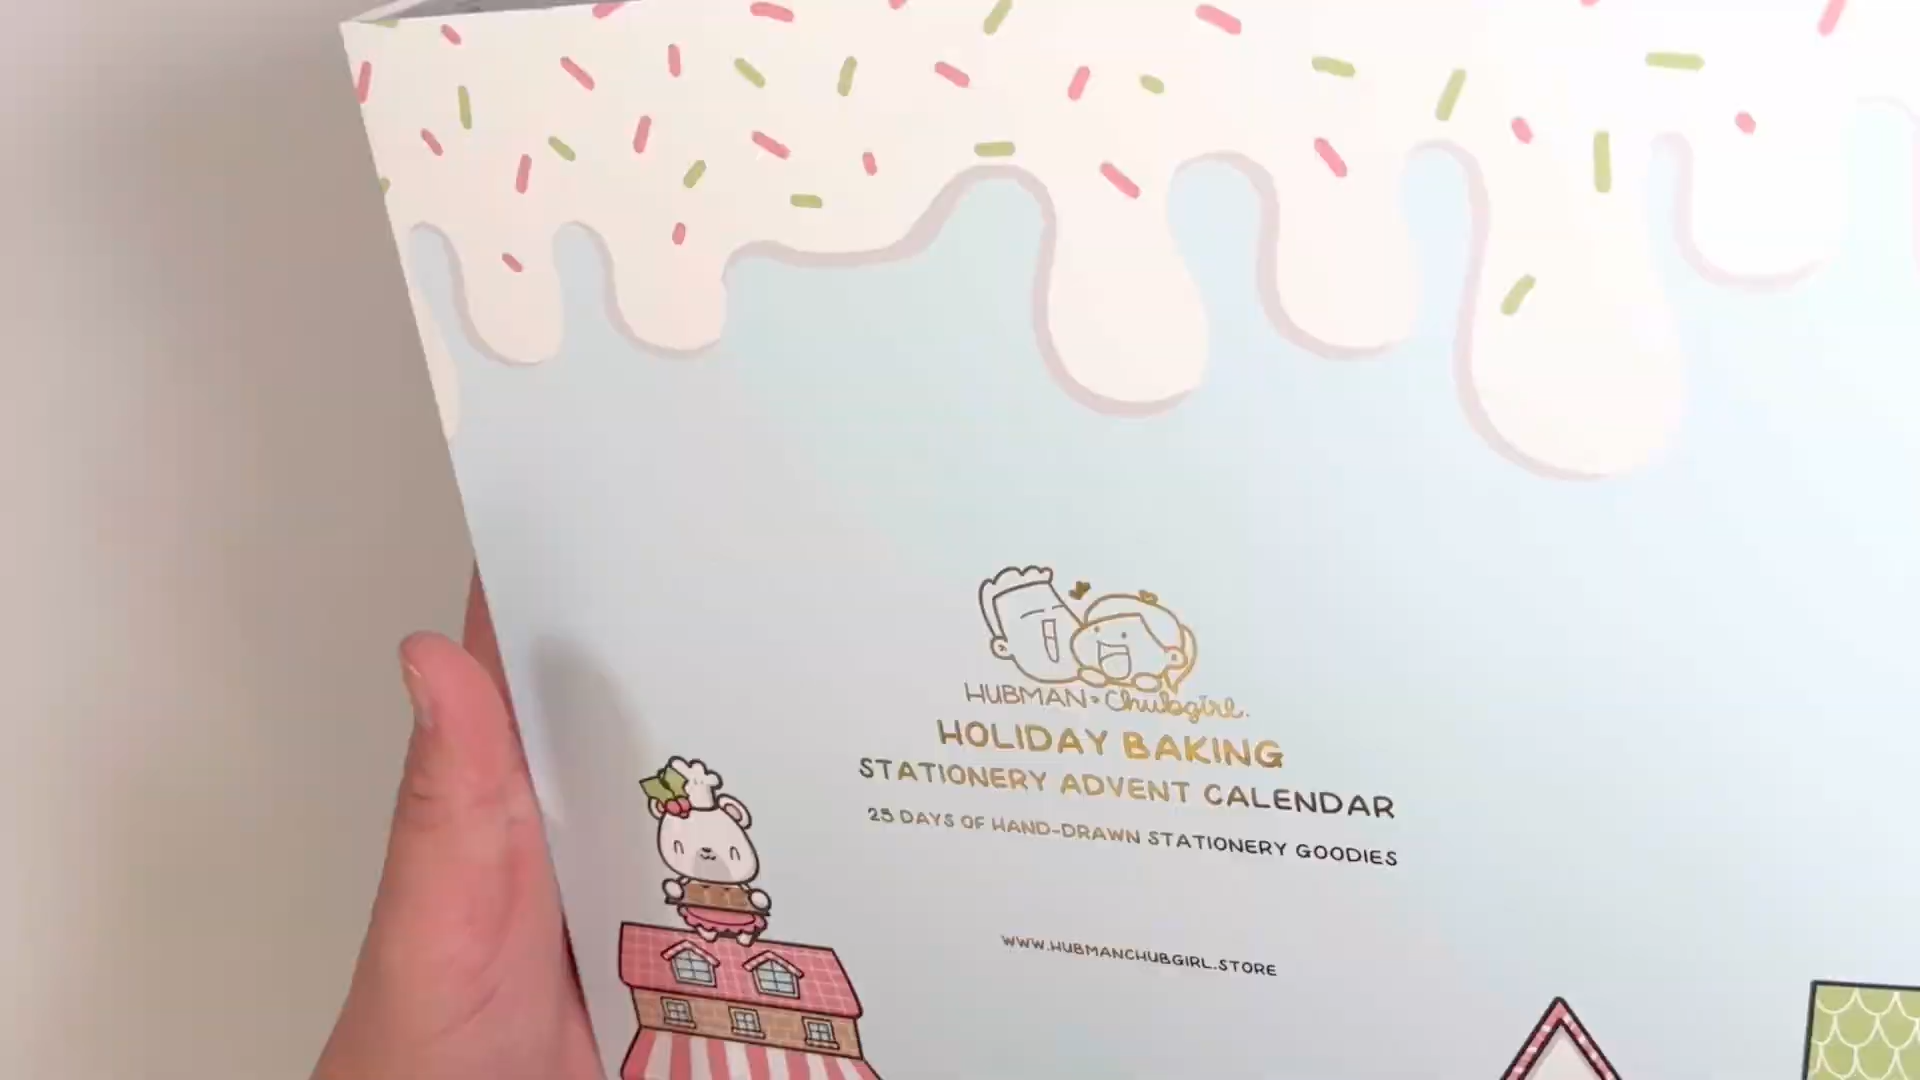 HUBMAN • Chubgirl.
HOLIDAY BAKING
STATIONERY ADVENT CALENDAR
25 DAYS OF HAND-DRAWN STATIONERY GOODIES
WWW.HUBMANCHUBGIRL.STORE